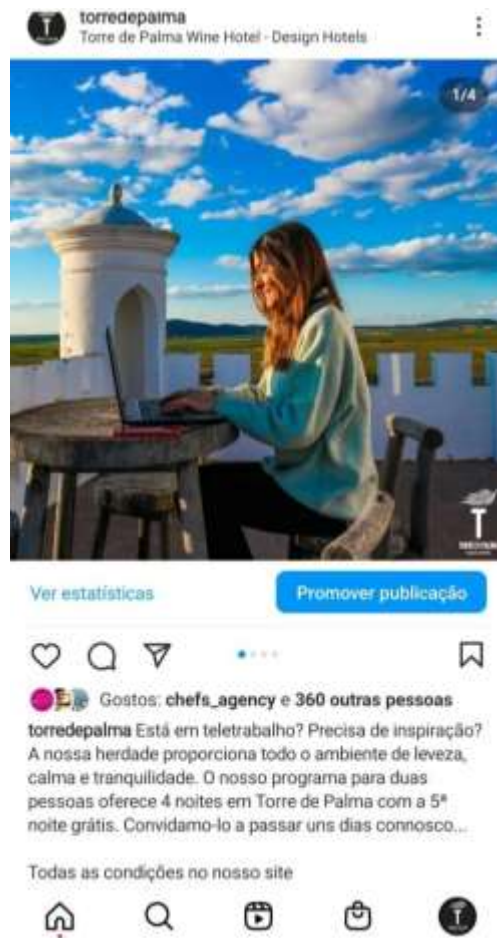 torredepalma
Torre de Palma Wine Hotel - Design Hotels
1/4
T
Ver estatísticas
Promover publicação
Gostos: chefs_agency e 360 outras pessoas
torredepalma Está em teletrabalho? Precisa de inspiração?
A nossa herdade proporciona todo o ambiente de leveza,
calma e tranquilidade. O nosso programa para duas
pessoas oferece 4 noites em Torre de Palma com a 5ª
noite grátis. Convidamo-lo a passar uns dias connosco...
Todas as condições no nosso site